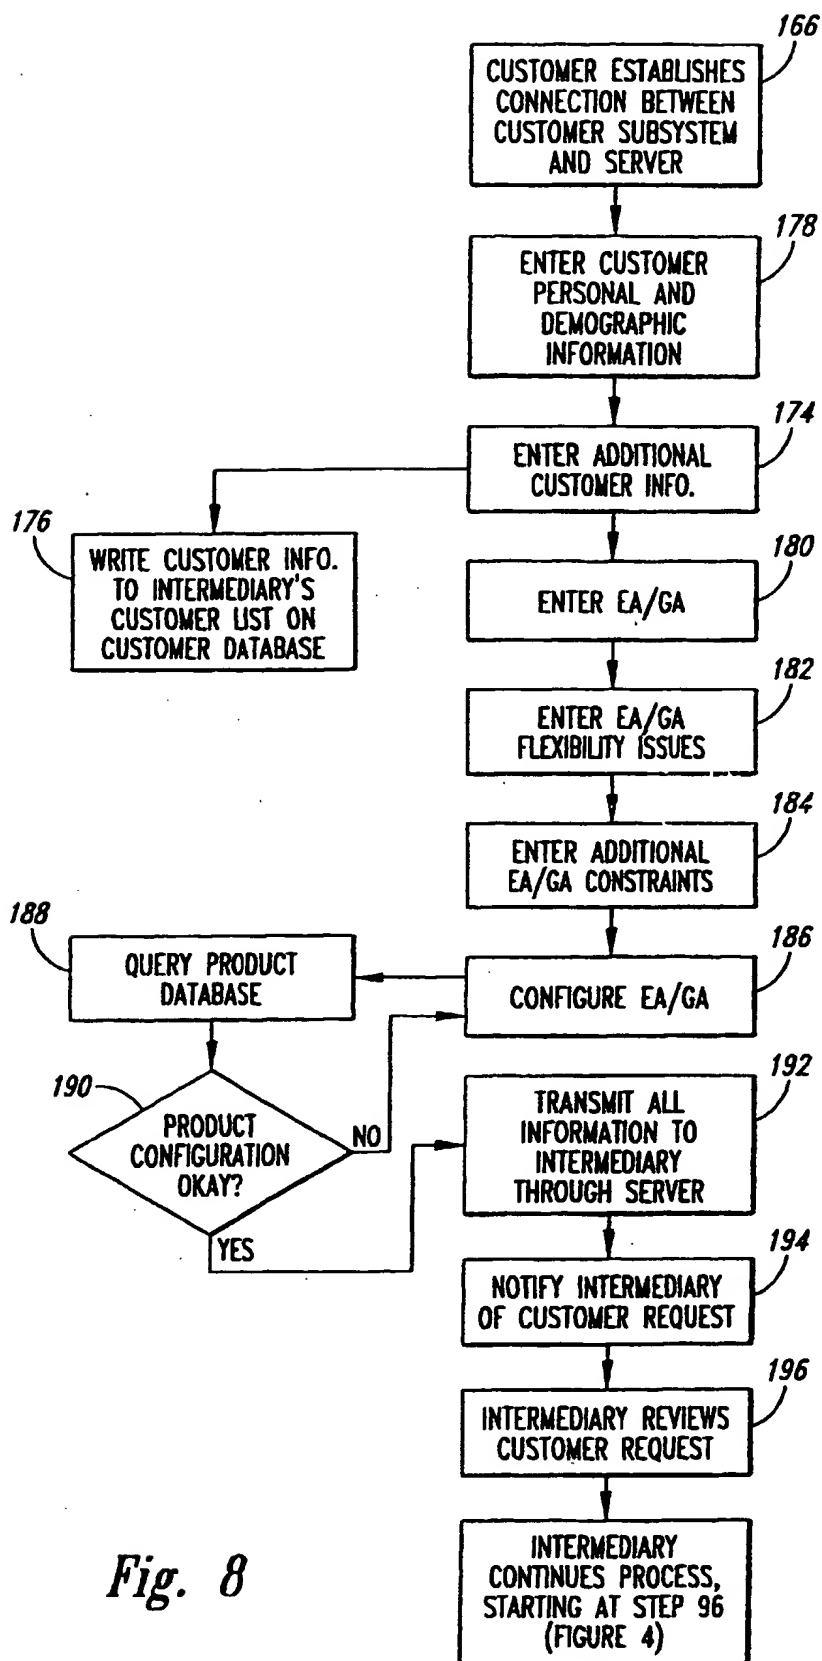 166
CUSTOMER ESTABLISHES
CONNECTION BETWEEN
CUSTOMER SUBSYSTEM
AND SERVER
178
ENTER CUSTOMER
PERSONAL AND
DEMOGRAPHIC
INFORMATION
174
ENTER ADDITIONAL
CUSTOMER INFO.
176
WRITE CUSTOMER INFO.
TO INTERMEDIARY'S
CUSTOMER LIST ON
CUSTOMER DATABASE
180
ENTER EA/GA
182
ENTER EA/GA
FLEXIBILITY ISSUES
184
ENTER ADDITIONAL
EA/GA CONSTRAINTS
186
CONFIGURE EA/GA
188
QUERY PRODUCT
DATABASE
190
PRODUCT
CONFIGURATION
OKAY?
NO
YES
192
TRANSMIT ALL
INFORMATION TO
INTERMEDIARY
THROUGH SERVER
194
NOTIFY INTERMEDIARY
OF CUSTOMER REQUEST
196
INTERMEDIARY REVIEWS
CUSTOMER REQUEST
INTERMEDIARY
CONTINUES PROCESS,
STARTING AT STEP 96
(FIGURE 4)
Fig. 8